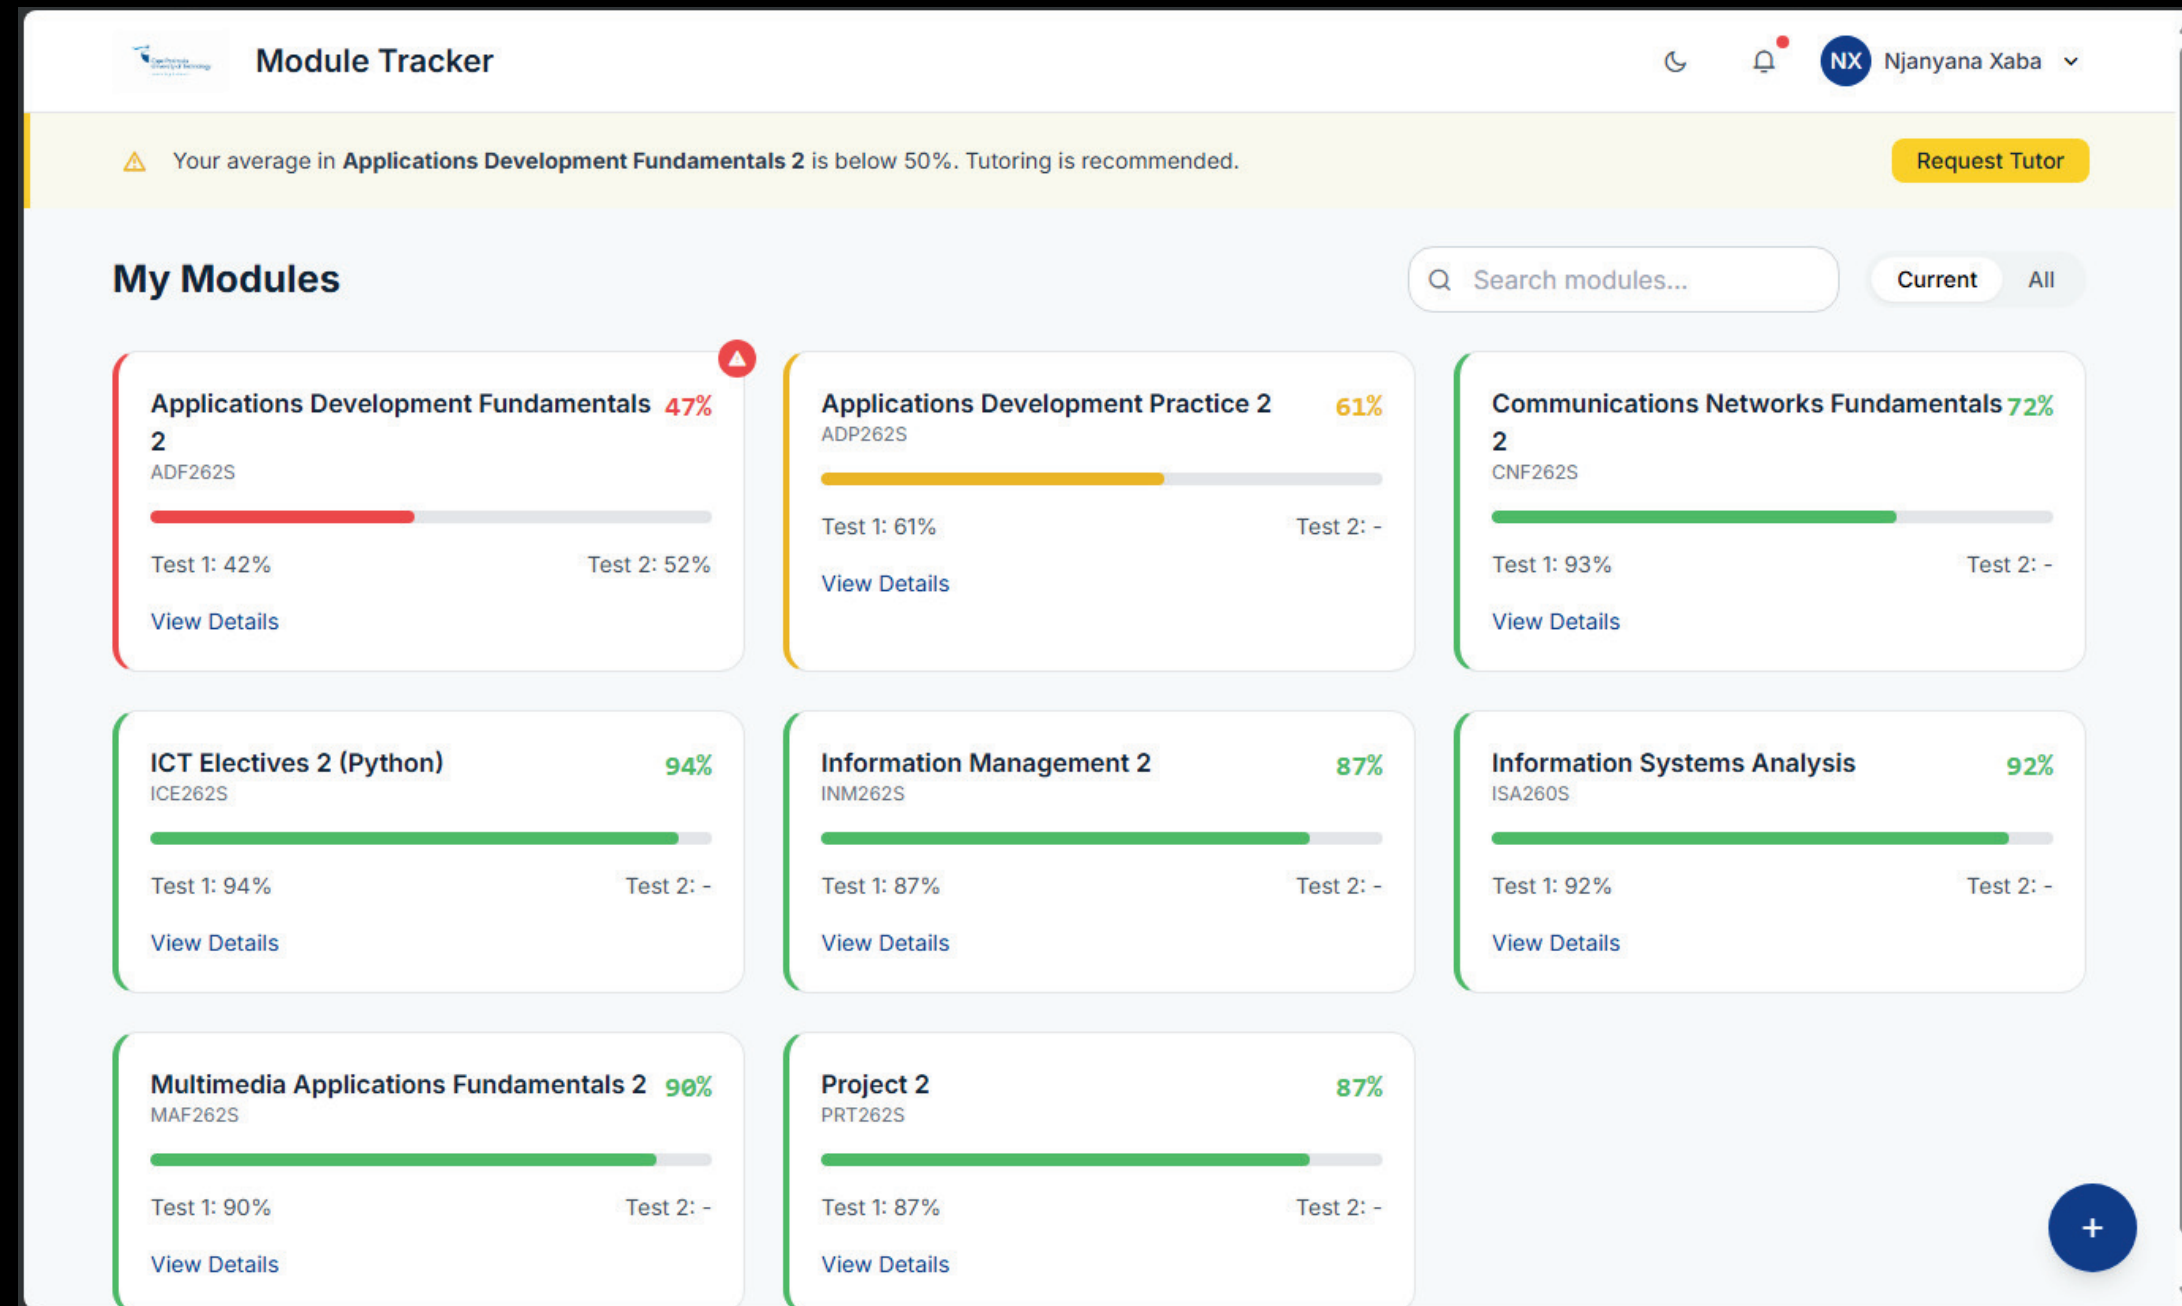 Cape Peninsula
University of Technology
Module Tracker
NX
Njanyana Xaba
Your average in Applications Development Fundamentals 2 is below 50%. Tutoring is recommended.
Request Tutor
My Modules
Search modules...
Current
All
Applications Development Fundamentals 47%
2
ADF262S
Test 1: 42%
Test 2: 52%
View Details
Applications Development Practice 2 61%
ADP262S
Test 1: 61%
Test 2: -
View Details
Communications Networks Fundamentals 72%
2
CNF262S
Test 1: 93%
Test 2: -
View Details
ICT Electives 2 (Python) 94%
ICE262S
Test 1: 94%
Test 2: -
View Details
Information Management 2 87%
INM262S
Test 1: 87%
Test 2: -
View Details
Information Systems Analysis 92%
ISA260S
Test 1: 92%
Test 2: -
View Details
Multimedia Applications Fundamentals 2 90%
MAF262S
Test 1: 90%
Test 2: -
View Details
Project 2 87%
PRT262S
Test 1: 87%
Test 2: -
View Details
+